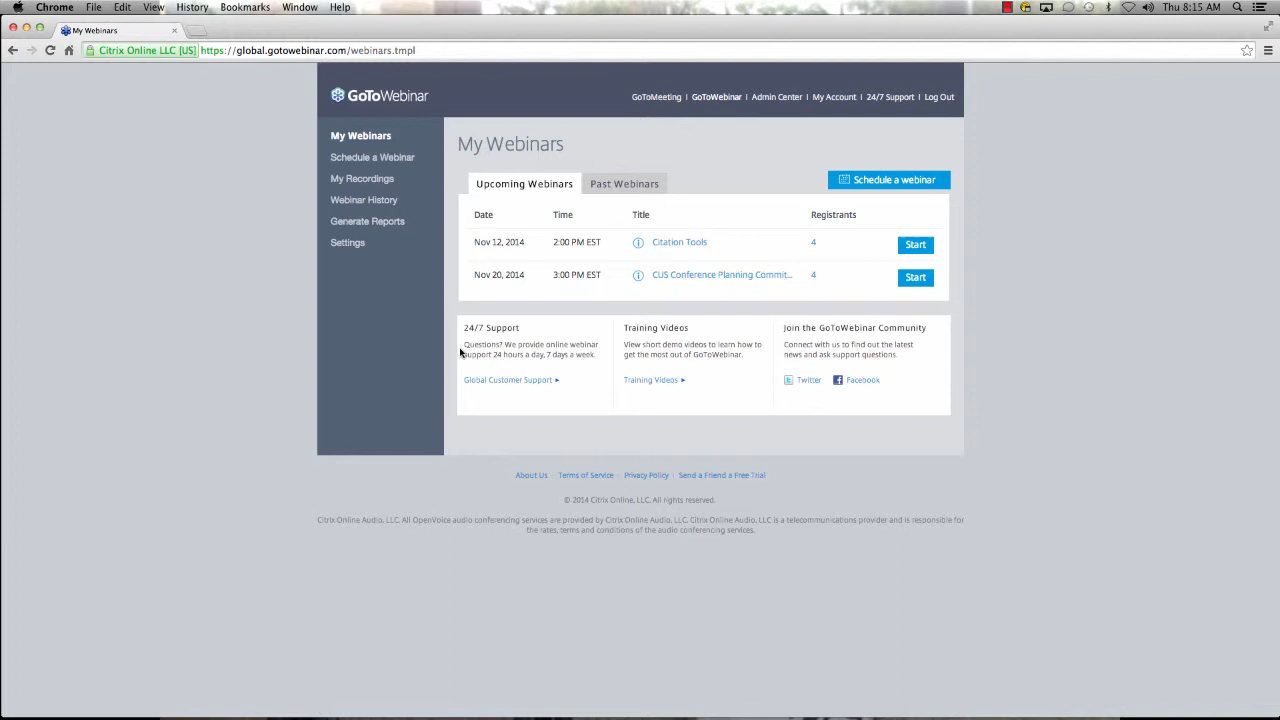 Chrome File Edit View History Bookmarks Window Help Thu 8:15 AM
My Webinars
Citrix Online LLC [US] https://global.gotowebinar.com/webinars.tmpl
GoToWebinar
GoToMeeting GoToWebinar Admin Center My Account 24/7 Support Log Out
My Webinars
Schedule a Webinar
My Recordings
Webinar History
Generate Reports
Settings
My Webinars
Upcoming Webinars Past Webinars Schedule a webinar
Date Time Title Registrants
Nov 12, 2014 2:00 PM EST Citation Tools 4 Start
Nov 20, 2014 3:00 PM EST CUS Conference Planning Commit... 4 Start
24/7 Support
Questions? We provide online webinar
support 24 hours a day, 7 days a week.
Global Customer Support
Training Videos
View short demo videos to learn how to
get the most out of GoToWebinar.
Training Videos
Join the GoToWebinar Community
Connect with us to find out the latest
news and ask support questions.
Twitter Facebook
About Us Terms of Service Privacy Policy Send a Friend a Free Trial
© 2014 Citrix Online, LLC. All rights reserved.
Citrix Online Audio, LLC. All OpenVoice audio conferencing services are provided by Citrix Online Audio, LLC. Citrix Online Audio, LLC is a telecommunications provider and is responsible for
the rates, terms and conditions of the audio conferencing services.